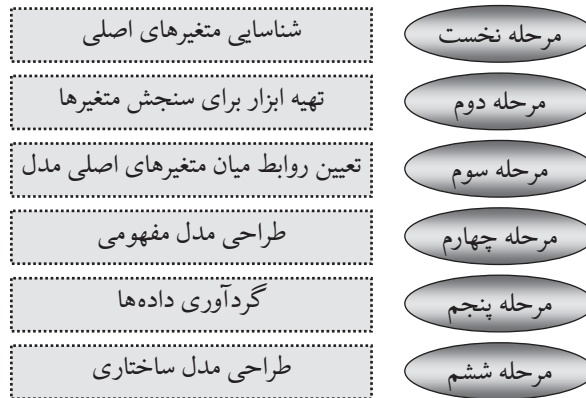 مرحله نخست
شناسایی متغیرهای اصلی
مرحله دوم
تهیه ابزار برای سنجش متغیرها
مرحله سوم
تعیین روابط میان متغیرهای اصلی مدل
مرحله چهارم
طراحی مدل مفهومی
مرحله پنجم
گردآوری داده‌ها
مرحله ششم
طراحی مدل ساختاری